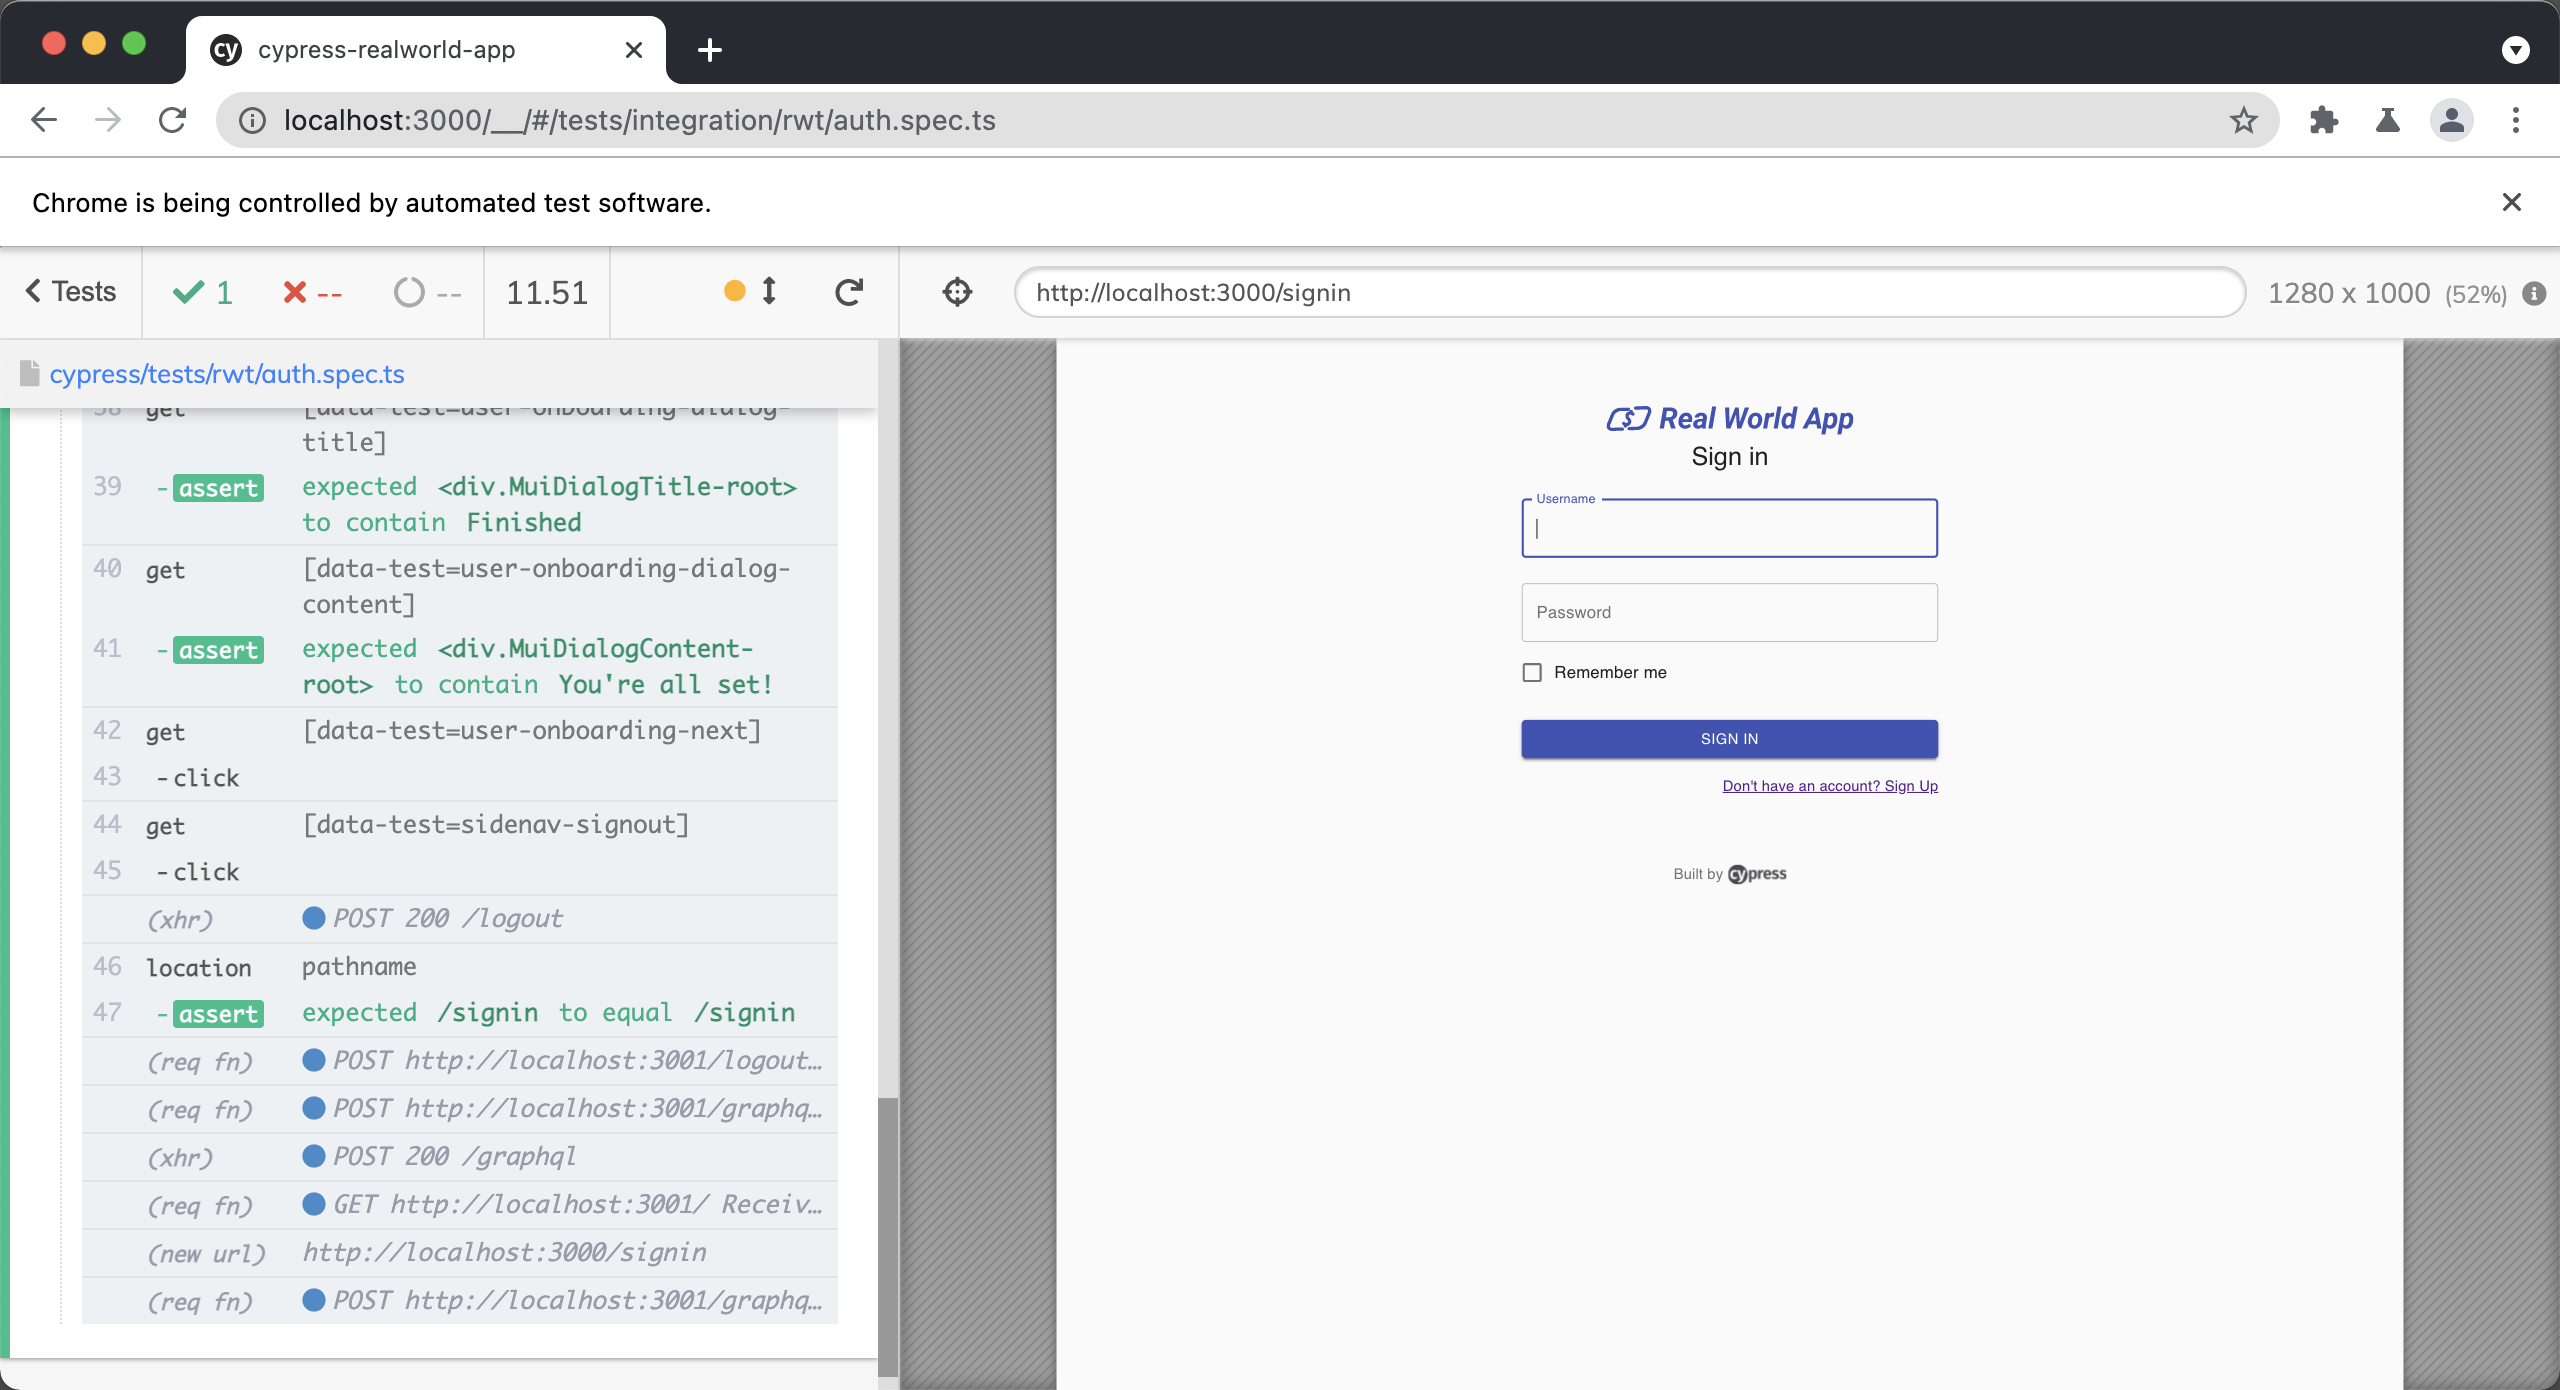 cy cypress-realworld-app
localhost:3000/__/#/tests/integration/rwt/auth.spec.ts
Chrome is being controlled by automated test software.
Tests 1 -- -- 11.51
http://localhost:3000/signin 1280 x 1000 (52%)
cypress/tests/rwt/auth.spec.ts
38 get [data-test=user-onboarding-dialog-
title]
39 -assert expected <div.MuiDialogTitle-root>
to contain Finished
40 get [data-test=user-onboarding-dialog-
content]
41 -assert expected <div.MuiDialogContent-
root> to contain You're all set!
42 get [data-test=user-onboarding-next]
43 -click
44 get [data-test=sidenav-signout]
45 -click
(xhr) POST 200 /logout
46 location pathname
47 -assert expected /signin to equal /signin
(req fn) POST http://localhost:3001/logout…
(req fn) POST http://localhost:3001/graphq…
(xhr) POST 200 /graphql
(req fn) GET http://localhost:3001/ Receiv…
(new url) http://localhost:3000/signin
(req fn) POST http://localhost:3001/graphq…
Real World App
Sign in
Username
Password
Remember me
SIGN IN
Don't have an account? Sign Up
Built by cypress